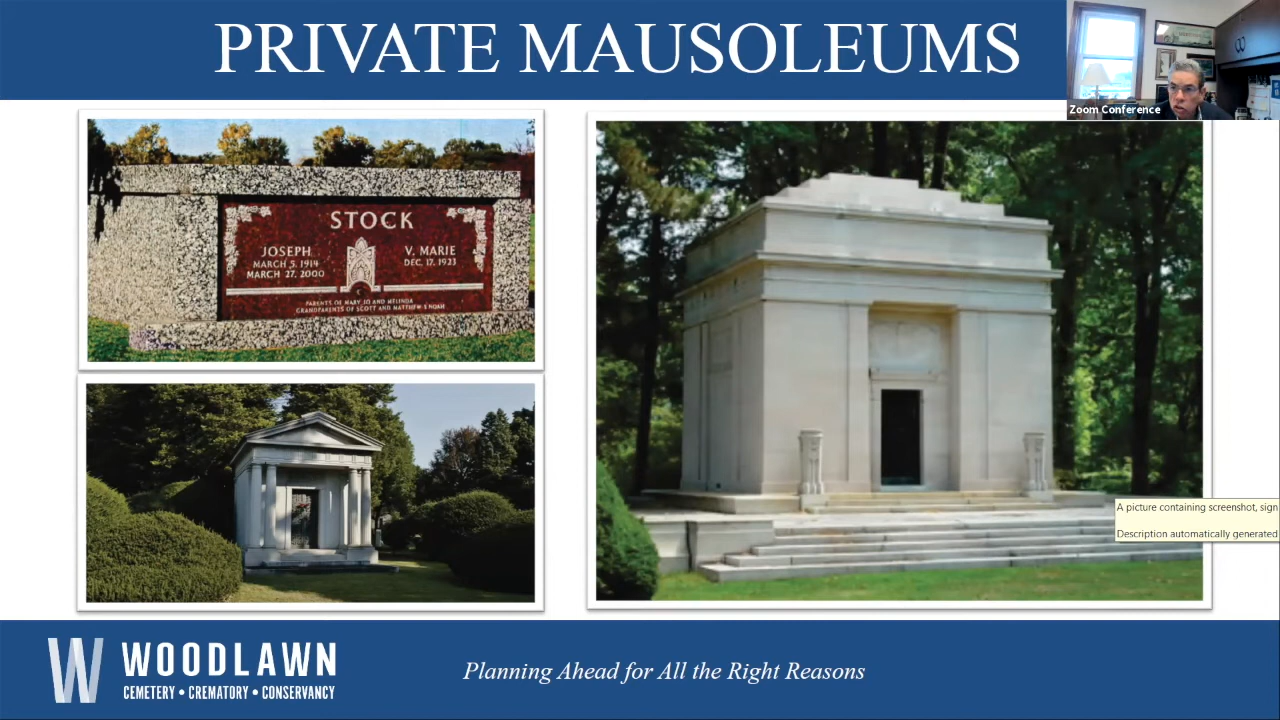 PRIVATE MAUSOLEUMS
Zoom Conference
STOCK
JOSEPH
MARCH 5, 1914
MARCH 27, 2000
V. MARIE
DEC. 17, 1923
PARENTS OF MARY JO AND MELINDA
GRANDPARENTS OF SCOTT AND MATTHEW
A picture containing screenshot, sign
Description automatically generated
W WOODLAWN
CEMETERY • CREMATORY • CONSERVANCY
Planning Ahead for All the Right Reasons